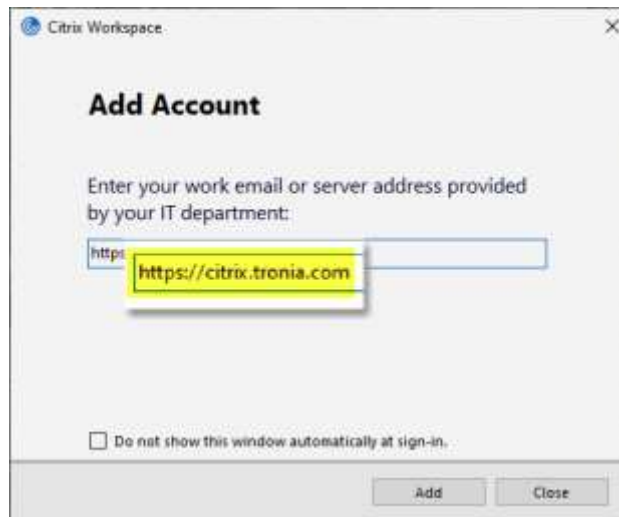 Citrix Workspace
Add Account
Enter your work email or server address provided
by your IT department:
https
https://citrix.tronia.com
Do not show this window automatically at sign-in.
Add
Close